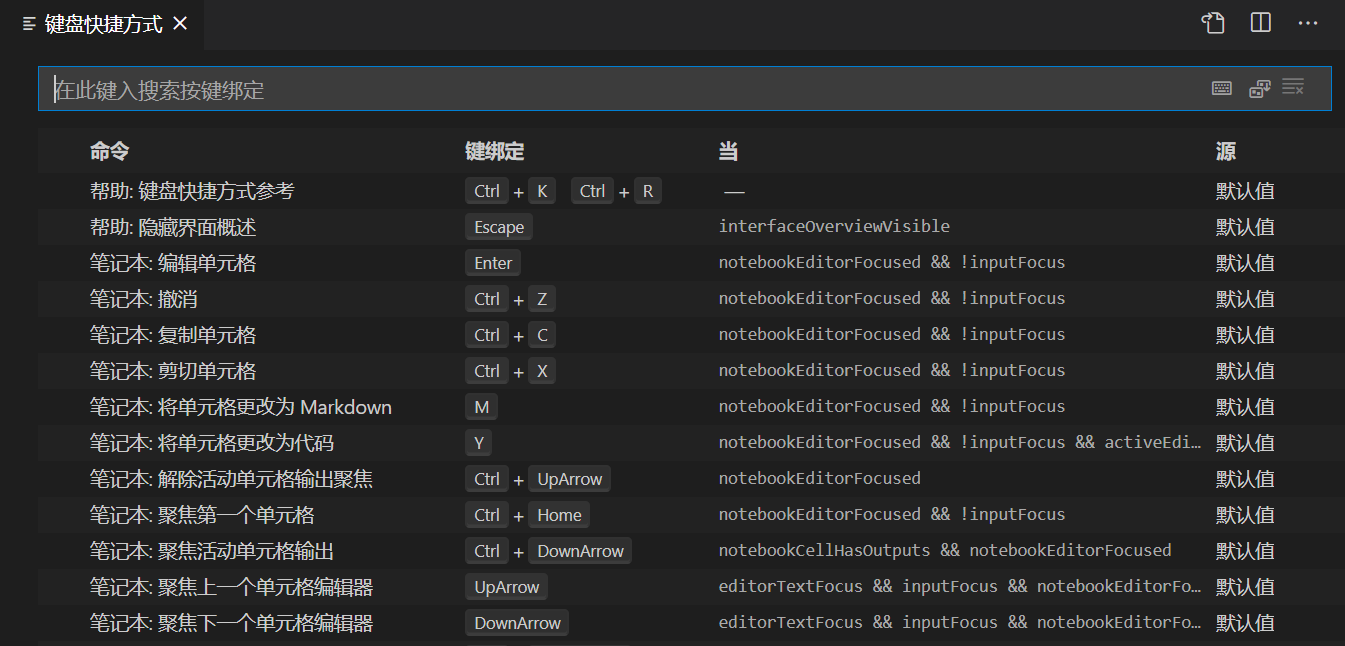 键盘快捷方式
在此键入搜索按键绑定
命令 键绑定 当 源
帮助: 键盘快捷方式参考 Ctrl + K Ctrl + R — 默认值
帮助: 隐藏界面概述 Escape interfaceOverviewVisible 默认值
笔记本: 编辑单元格 Enter notebookEditorFocused && !inputFocus 默认值
笔记本: 撤消 Ctrl + Z notebookEditorFocused && !inputFocus 默认值
笔记本: 复制单元格 Ctrl + C notebookEditorFocused && !inputFocus 默认值
笔记本: 剪切单元格 Ctrl + X notebookEditorFocused && !inputFocus 默认值
笔记本: 将单元格更改为 Markdown M notebookEditorFocused && !inputFocus 默认值
笔记本: 将单元格更改为代码 Y notebookEditorFocused && !inputFocus && activeEdi… 默认值
笔记本: 解除活动单元格输出聚焦 Ctrl + UpArrow notebookEditorFocused 默认值
笔记本: 聚焦第一个单元格 Ctrl + Home notebookEditorFocused && !inputFocus 默认值
笔记本: 聚焦活动单元格输出 Ctrl + DownArrow notebookCellHasOutputs && notebookEditorFocused 默认值
笔记本: 聚焦上一个单元格编辑器 UpArrow editorTextFocus && inputFocus && notebookEditorFo… 默认值
笔记本: 聚焦下一个单元格编辑器 DownArrow editorTextFocus && inputFocus && notebookEditorFo… 默认值